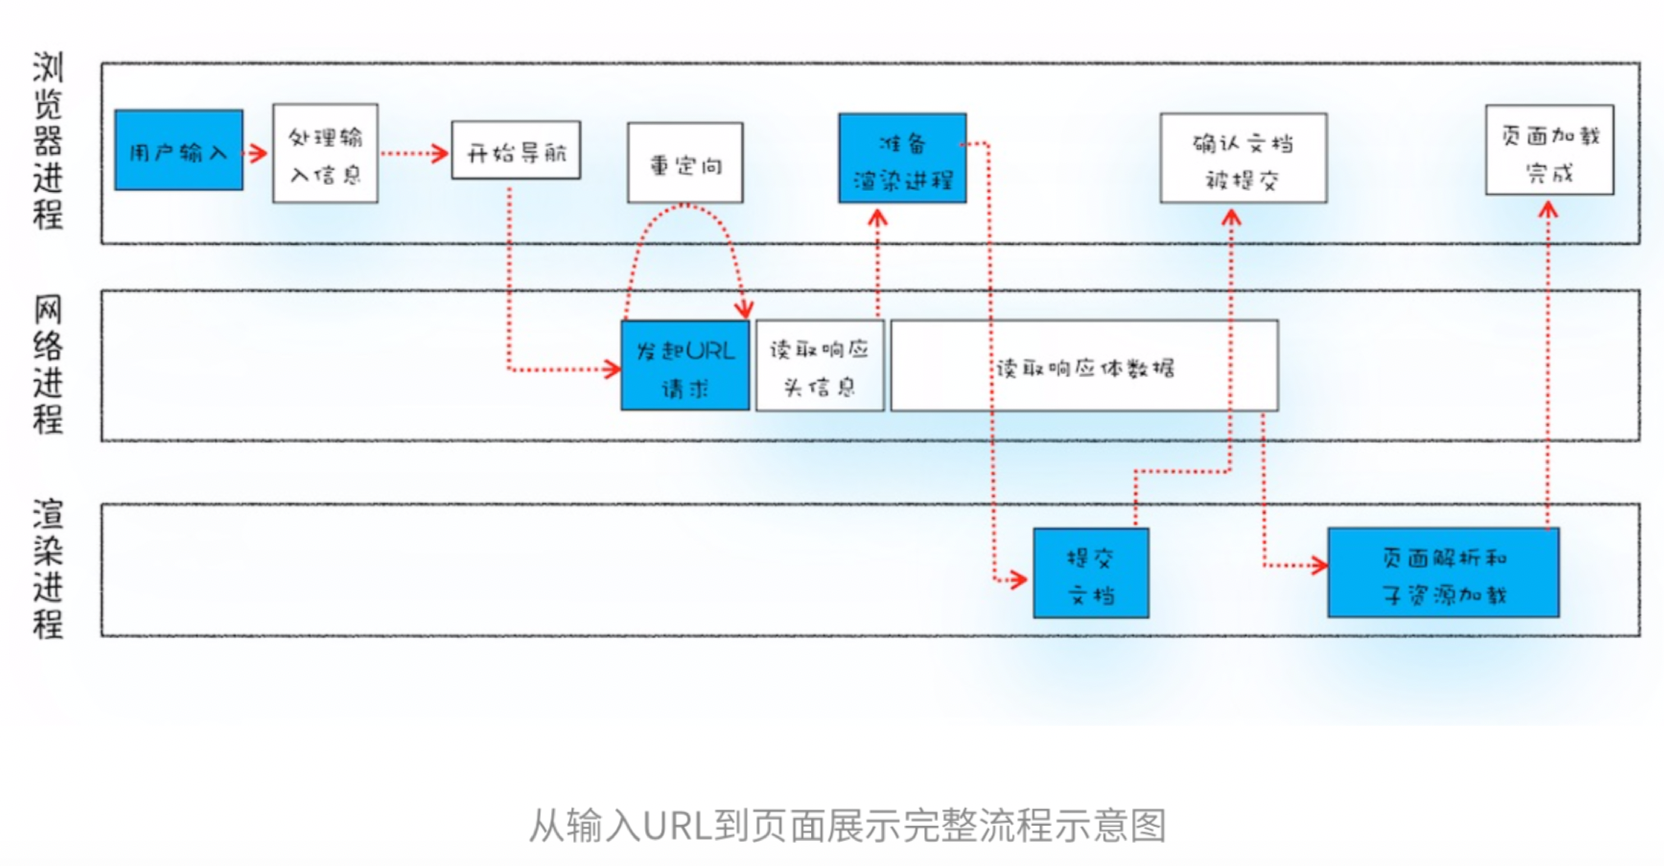 浏览器进程
用户输入
处理输
入信息
开始导航
重定向
准备
渲染进程
确认文档
被提交
页面加载
完成
网络进程
发起URL
请求
读取响应
头信息
读取响应体数据
渲染进程
提交
文档
页面解析和
子资源加载
从输入URL到页面展示完整流程示意图